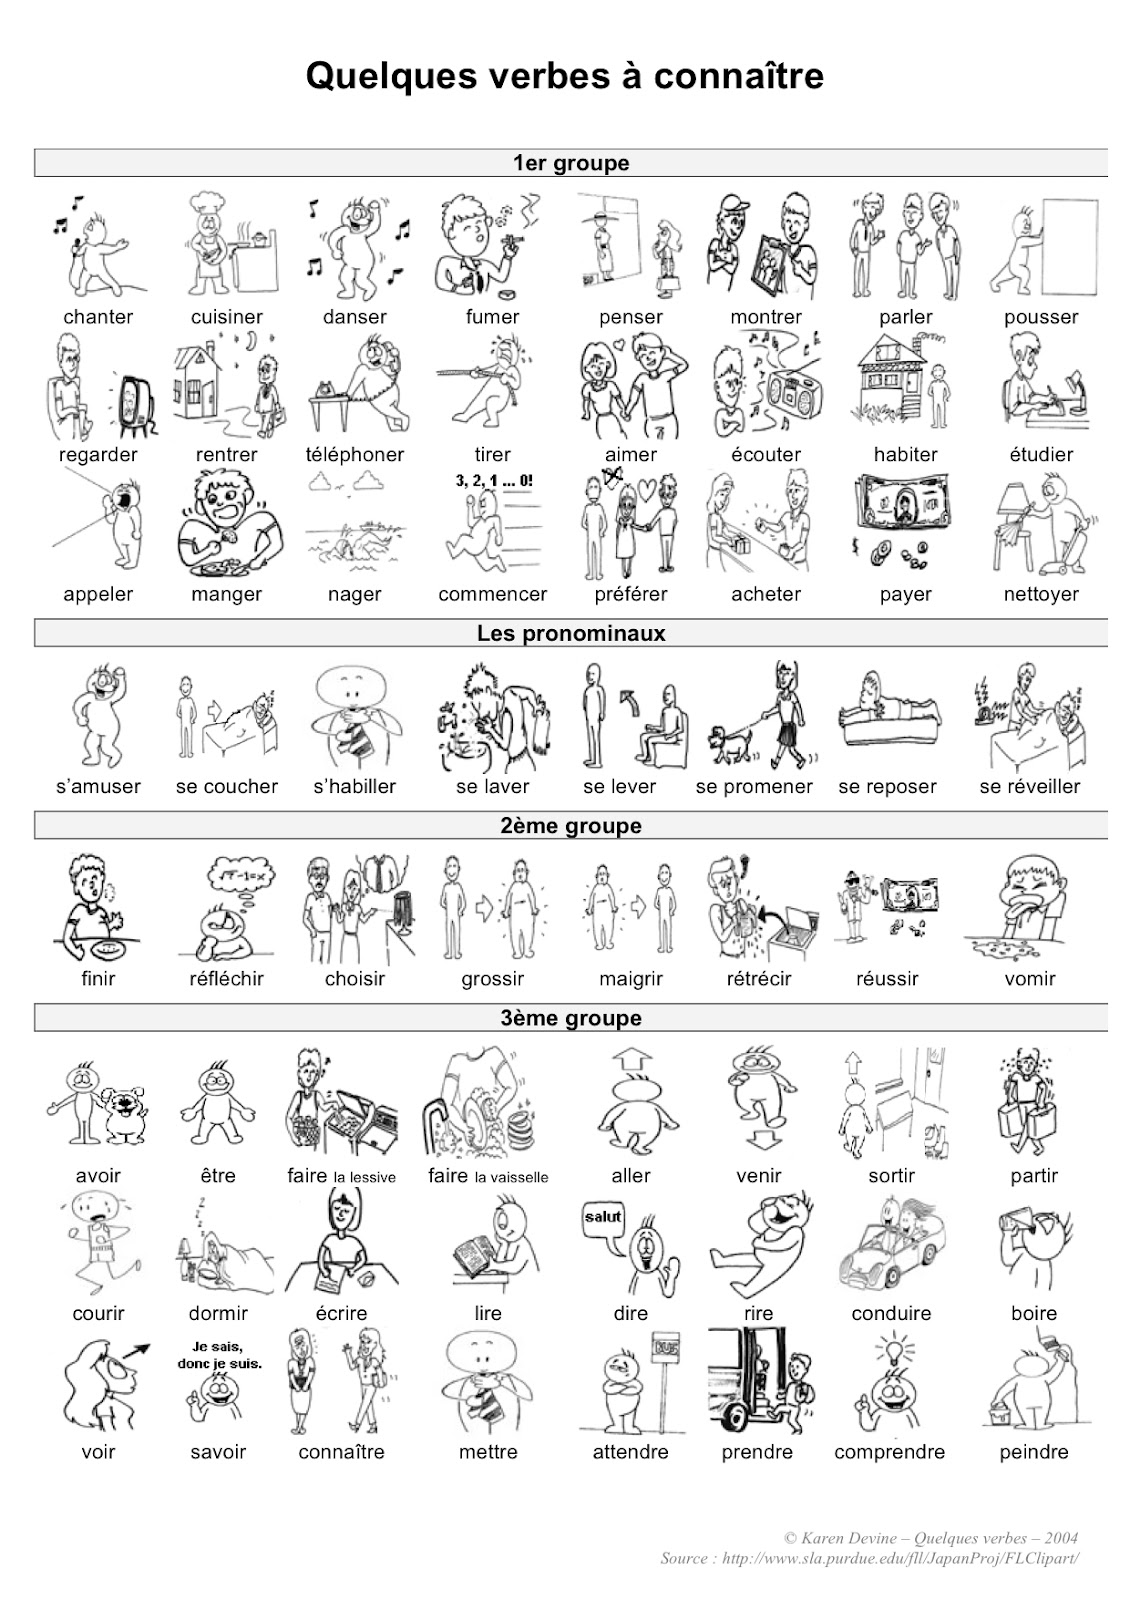 Quelques verbes à connaître
1er groupe
chanter cuisiner danser fumer penser montrer parler pousser
regarder rentrer téléphoner tirer aimer écouter habiter étudier
3, 2, 1 ... 0!
appeler manger nager commencer préférer acheter payer nettoyer
Les pronominaux
s’amuser se coucher s’habiller se laver se lever se promener se reposer se réveiller
2ème groupe
finir réfléchir choisir grossir maigrir rétrécir réussir vomir
3ème groupe
avoir être faire la lessive faire la vaisselle aller venir sortir partir
salut
courir dormir écrire lire dire rire conduire boire
Je sais,
donc je suis.
BUS
voir savoir connaître mettre attendre prendre comprendre peindre
© Karen Devine – Quelques verbes – 2004
Source : http://www.sla.purdue.edu/fll/JapanProj/FLClipart/